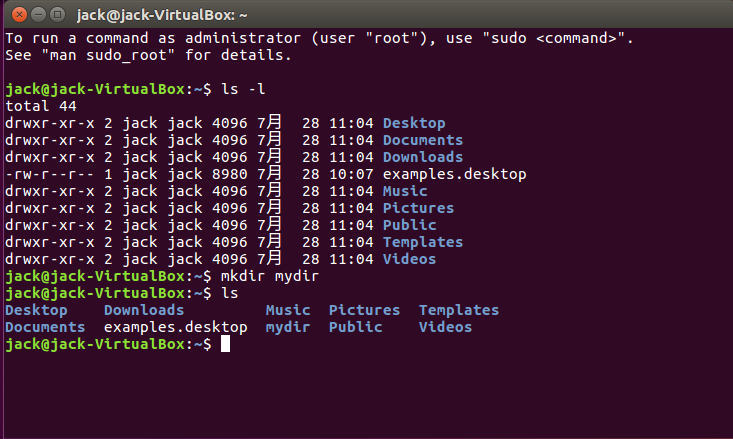 jack@jack-VirtualBox: ~
To run a command as administrator (user "root"), use "sudo <command>".
See "man sudo_root" for details.
jack@jack-VirtualBox:~$ ls -l
total 44
drwxr-xr-x 2 jack jack 4096 7月  28 11:04 Desktop
drwxr-xr-x 2 jack jack 4096 7月  28 11:04 Documents
drwxr-xr-x 2 jack jack 4096 7月  28 11:04 Downloads
-rw-r--r-- 1 jack jack 8980 7月  28 10:07 examples.desktop
drwxr-xr-x 2 jack jack 4096 7月  28 11:04 Music
drwxr-xr-x 2 jack jack 4096 7月  28 11:04 Pictures
drwxr-xr-x 2 jack jack 4096 7月  28 11:04 Public
drwxr-xr-x 2 jack jack 4096 7月  28 11:04 Templates
drwxr-xr-x 2 jack jack 4096 7月  28 11:04 Videos
jack@jack-VirtualBox:~$ mkdir mydir
jack@jack-VirtualBox:~$ ls
Desktop    Downloads         Music  Pictures  Templates
Documents  examples.desktop  mydir  Public    Videos
jack@jack-VirtualBox:~$